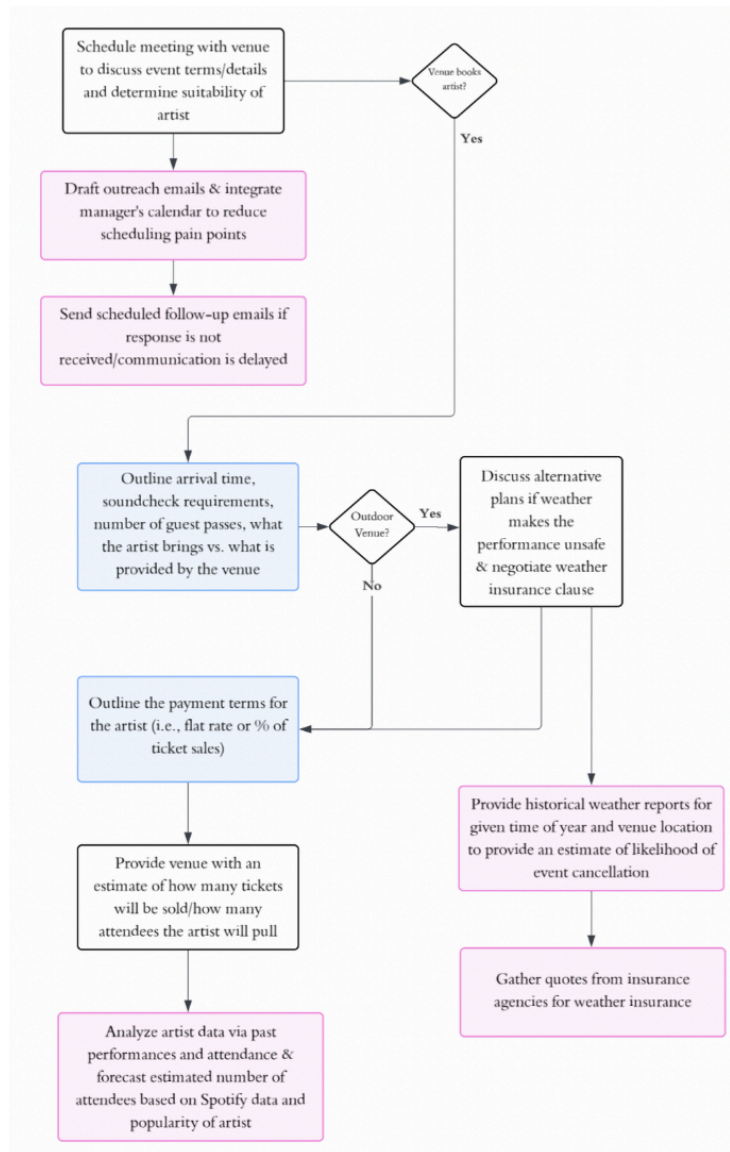 Schedule meeting with venue
to discuss event terms/details
and determine suitability of
artist
Venue books
artist?
Yes
Draft outreach emails & integrate
manager's calendar to reduce
scheduling pain points
Send scheduled follow-up emails if
response is not
received/communication is delayed
Outline arrival time,
soundcheck requirements,
number of guest passes, what
the artist brings vs. what is
provided by the venue
Outdoor
Venue?
Yes
No
Discuss alternative
plans if weather
makes the
performance unsafe
& negotiate weather
insurance clause
Outline the payment terms for
the artist (i.e., flat rate or % of
ticket sales)
Provide historical weather reports for
given time of year and venue location
to provide an estimate of likelihood of
event cancellation
Provide venue with an
estimate of how many tickets
will be sold/how many
attendees the artist will pull
Gather quotes from insurance
agencies for weather insurance
Analyze artist data via past
performances and attendance &
forecast estimated number of
attendees based on Spotify data and
popularity of artist